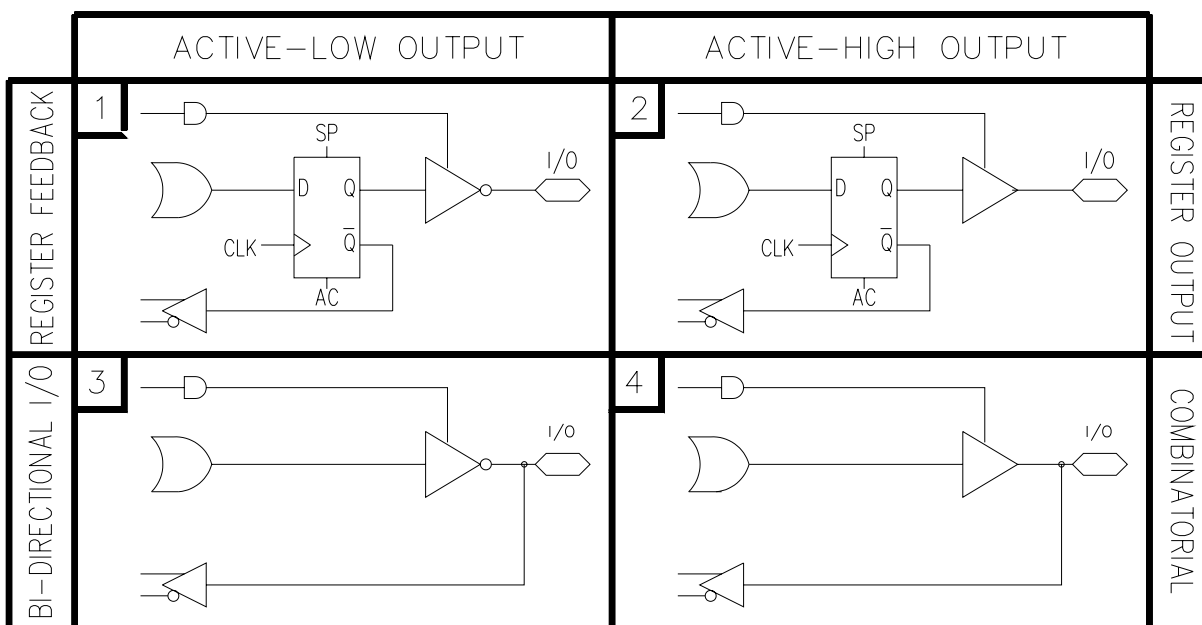 ACTIVE-LOW OUTPUT
ACTIVE-HIGH OUTPUT
REGISTER FEEDBACK
1
SP
D Q
I/O
CLK
Q̅
AC
2
SP
D Q
I/O
CLK
Q̅
AC
REGISTER OUTPUT
BI-DIRECTIONAL I/O
3
I/O
4
I/O
COMBINATORIAL